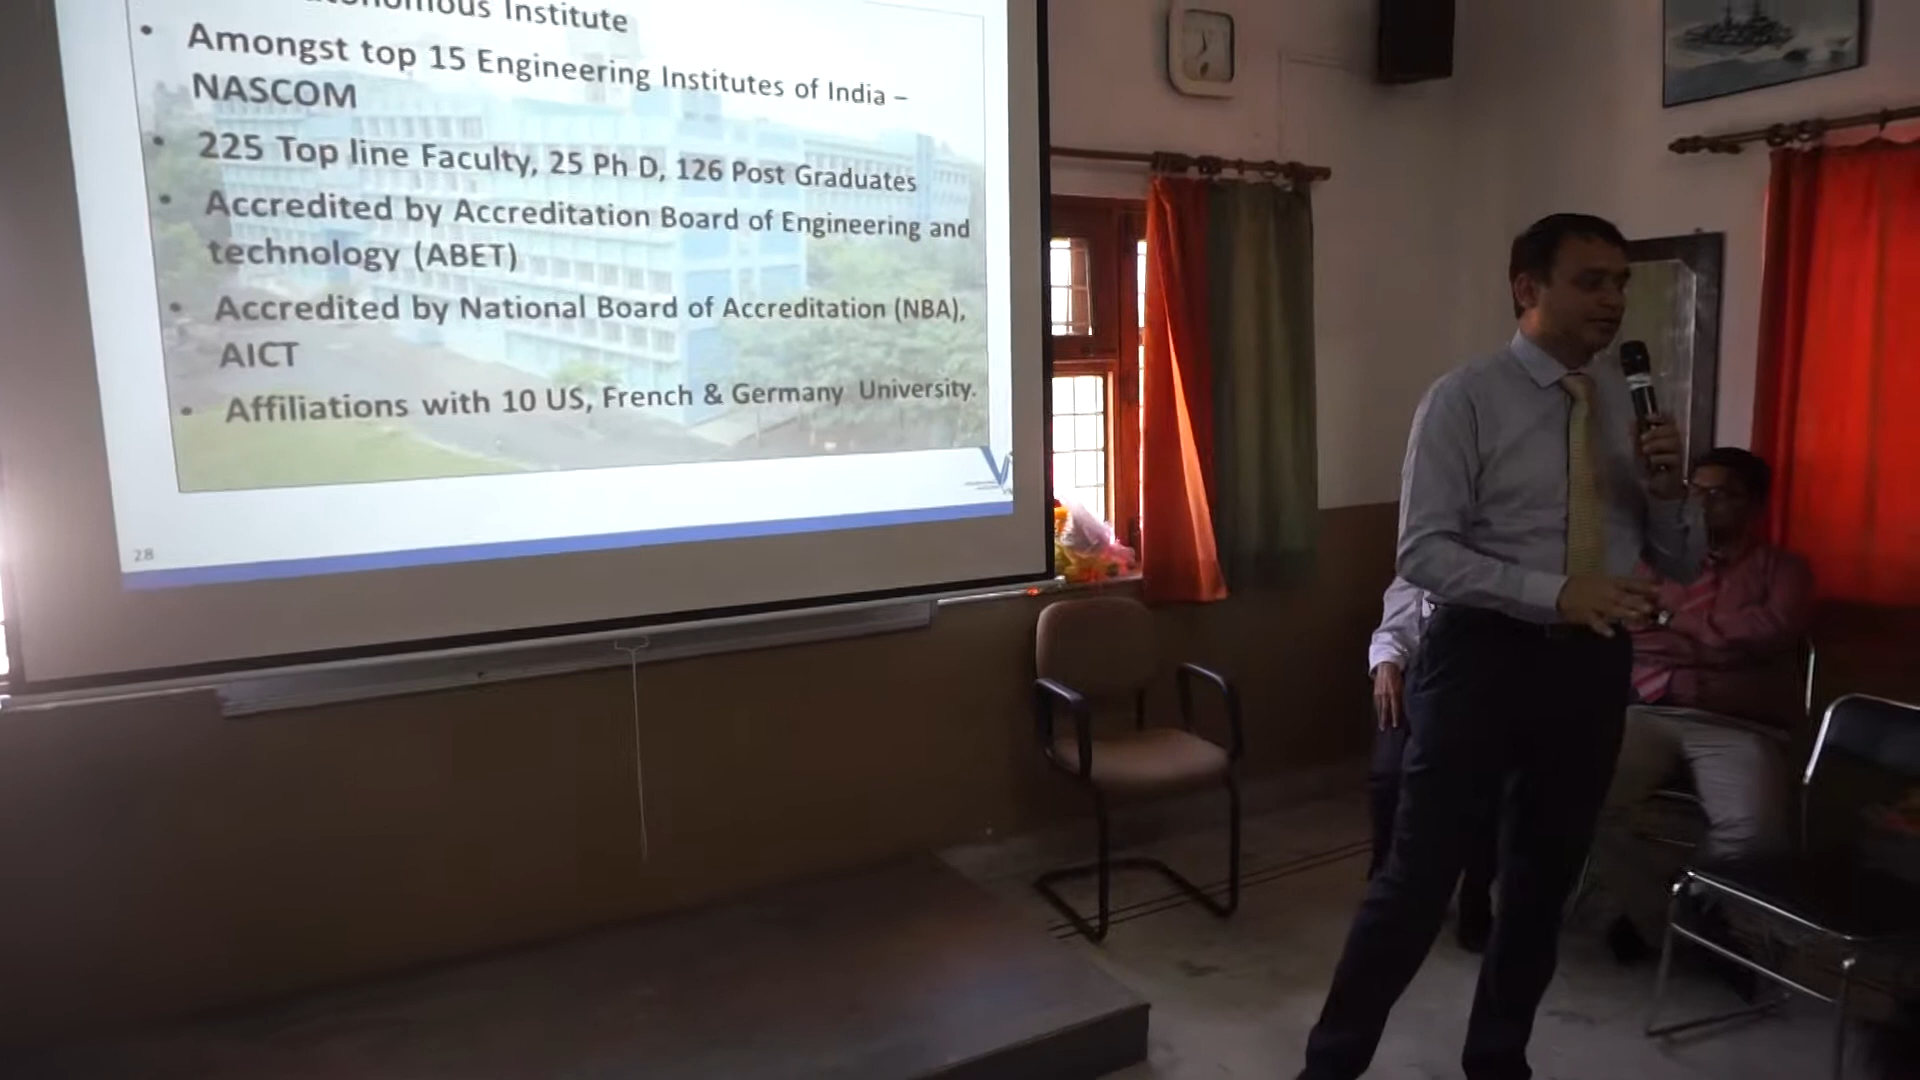 Institute
• Amongst top 15 Engineering Institutes of India –
NASCOM
• 225 Top line Faculty, 25 Ph D, 126 Post Graduates
• Accredited by Accreditation Board of Engineering and
technology (ABET)
• Accredited by National Board of Accreditation (NBA),
AICT
• Affiliations with 10 US, French & Germany University.
28